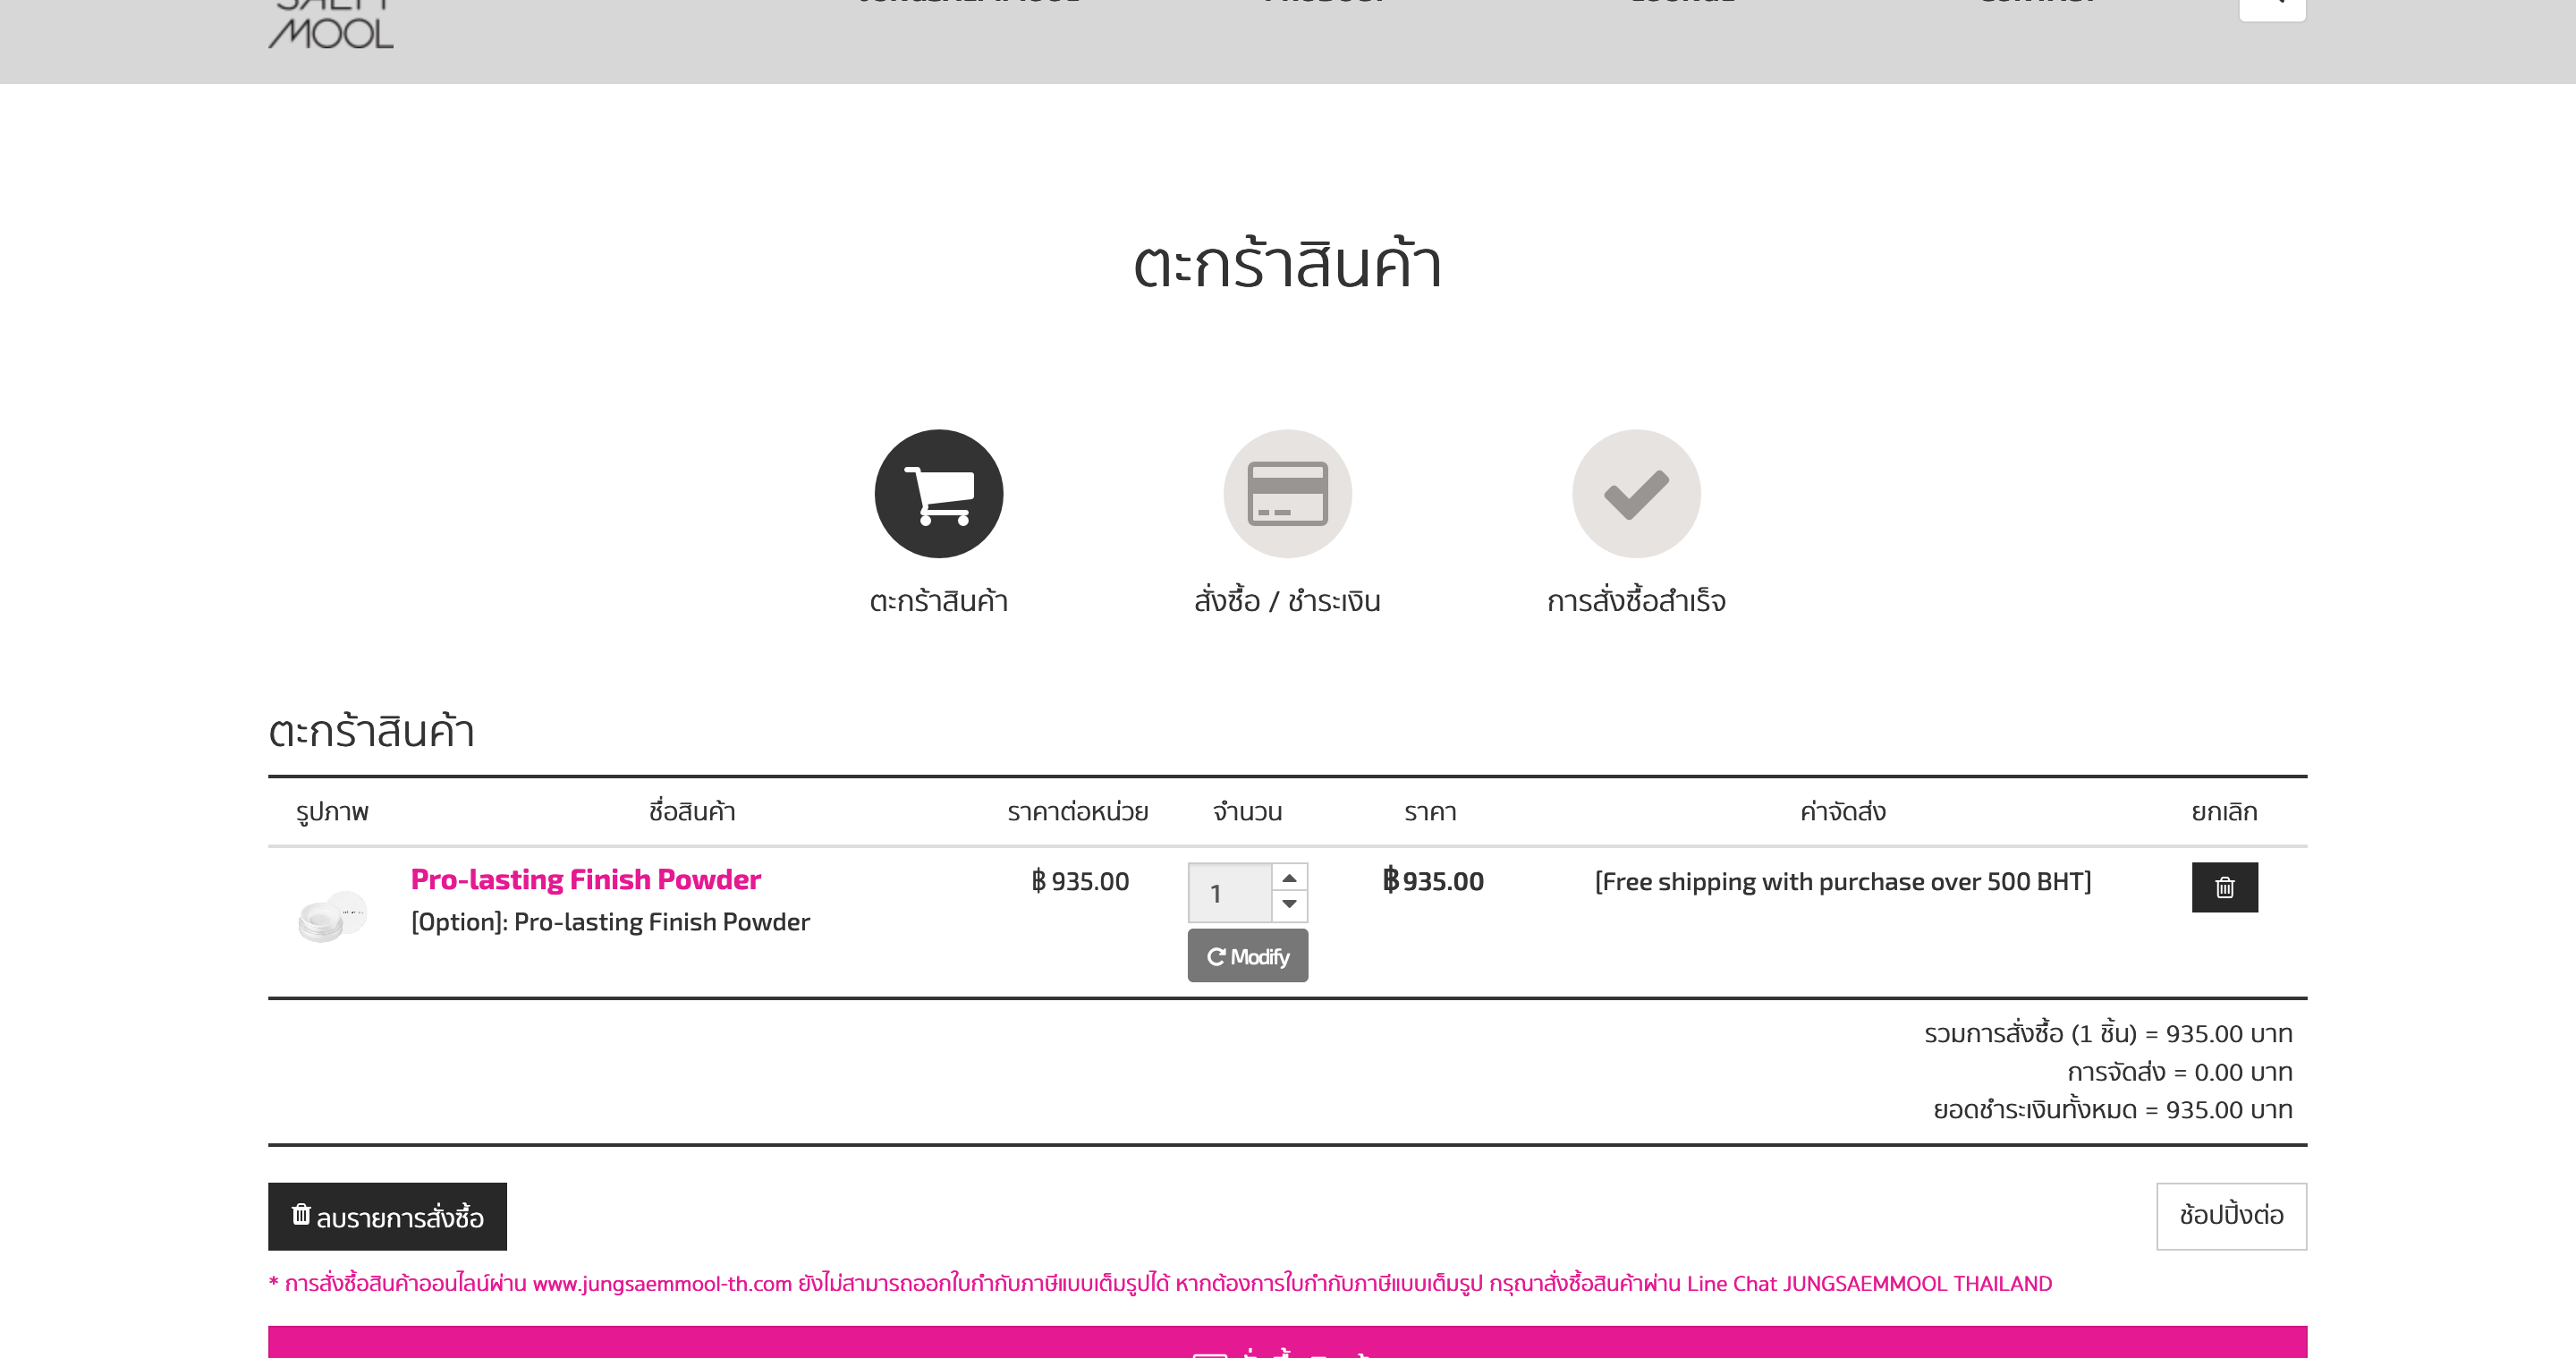 MOOL
ตะกร้าสินค้า
ตะกร้าสินค้า
สั่งซื้อ / ชำระเงิน
การสั่งซื้อสำเร็จ
ตะกร้าสินค้า
รูปภาพ ชื่อสินค้า ราคาต่อหน่วย จำนวน ราคา ค่าจัดส่ง ยกเลิก
Pro-lasting Finish Powder ฿ 935.00 1 ฿935.00 [Free shipping with purchase over 500 BHT]
[Option]: Pro-lasting Finish Powder
Modify
รวมการสั่งซื้อ (1 ชิ้น) = 935.00 บาท
การจัดส่ง = 0.00 บาท
ยอดชำระเงินทั้งหมด = 935.00 บาท
ลบรายการสั่งซื้อ ช้อปปิ้งต่อ
* การสั่งซื้อสินค้าออนไลน์ผ่าน www.jungsaemmool-th.com ยังไม่สามารถออกใบกำกับภาษีแบบเต็มรูปได้ หากต้องการใบกำกับภาษีแบบเต็มรูป กรุณาสั่งซื้อสินค้าผ่าน Line Chat JUNGSAEMMOOL THAILAND